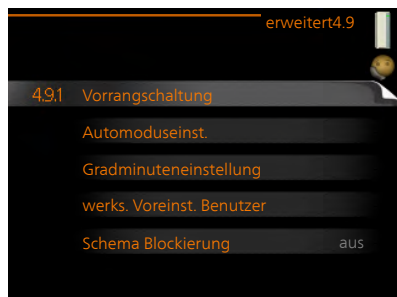 erweitert4.9
4.9.1 Vorrangschaltung
Automoduseinst.
Gradminuteneinstellung
werks. Voreinst. Benutzer
Schema Blockierung aus